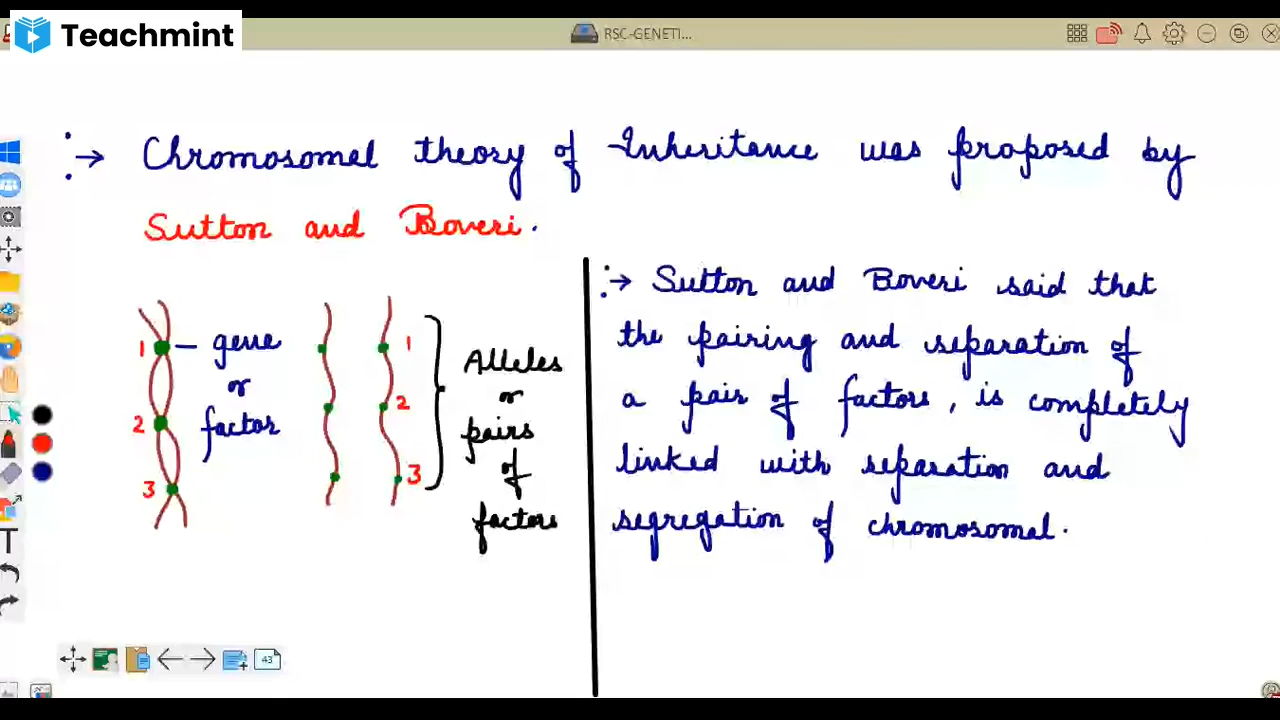 Teachmint
RSC-GENETI...
Chromosomal theory of Inheritance was proposed by
Sutton and Boveri.
1 gene
or
2 factor
3
1
2
3
Alleles
or
pairs
of
factors
Sutton and Boveri said that
the pairing and separation of
a pair of factors, is completely
linked with separation and
segregation of chromosomal.
T
43